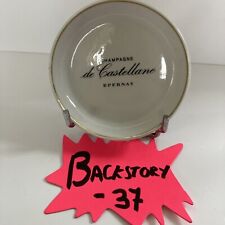 CHAMPAGNE
de Castellane
EPERNAY
BACKSTORY
- 37